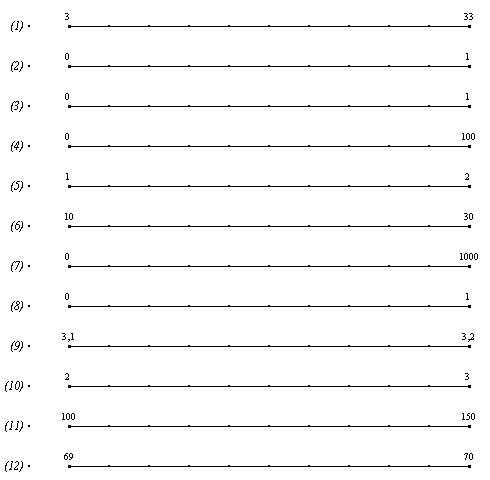 (1) 3 33
(2) 0 1
(3) 0 1
(4) 0 100
(5) 1 2
(6) 10 30
(7) 0 1000
(8) 0 1
(9) 3,1 3,2
(10) 2 3
(11) 100 150
(12) 69 70